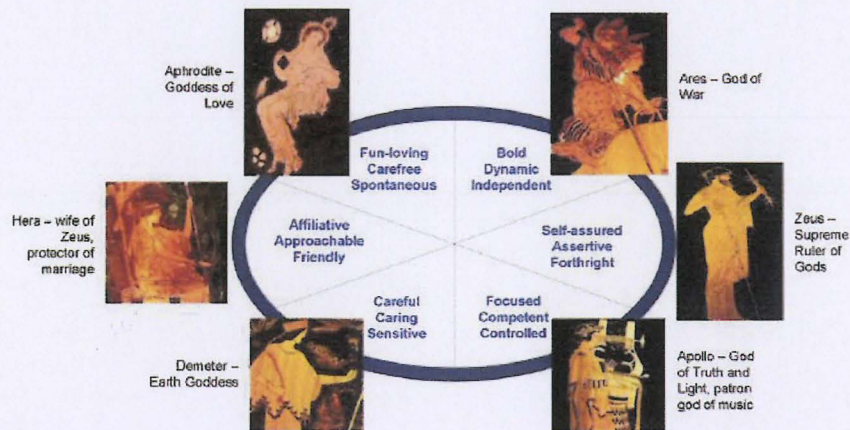 Aphrodite –
Goddess of
Love
Ares – God of
War
Fun-loving
Carefree
Spontaneous
Bold
Dynamic
Independent
Hera – wife of
Zeus,
protector of
marriage
Affiliative
Approachable
Friendly
Self-assured
Assertive
Forthright
Zeus –
Supreme
Ruler of
Gods
Careful
Caring
Sensitive
Focused
Competent
Controlled
Demeter –
Earth Goddess
Apollo – God
of Truth and
Light, patron
god of music